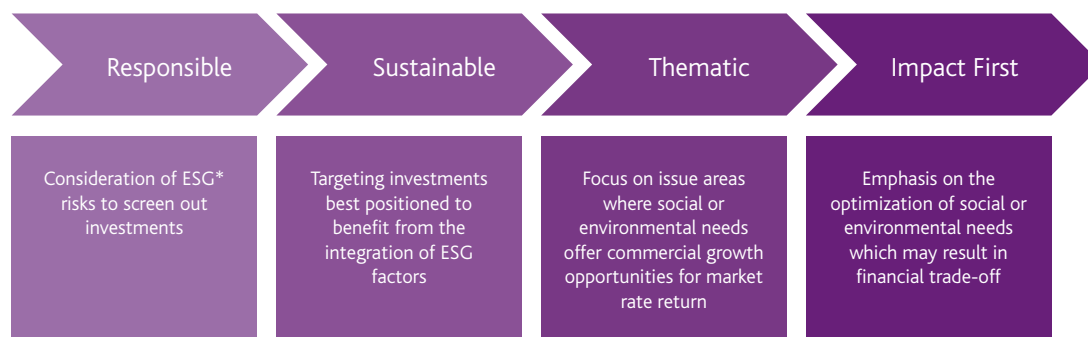 Responsible
Sustainable
Thematic
Impact First
Consideration of ESG*
risks to screen out
investments
Targeting investments
best positioned to
benefit from the
integration of ESG
factors
Focus on issue areas
where social or
environmental needs
offer commercial growth
opportunities for market
rate return
Emphasis on the
optimization of social or
environmental needs
which may result in
financial trade-off